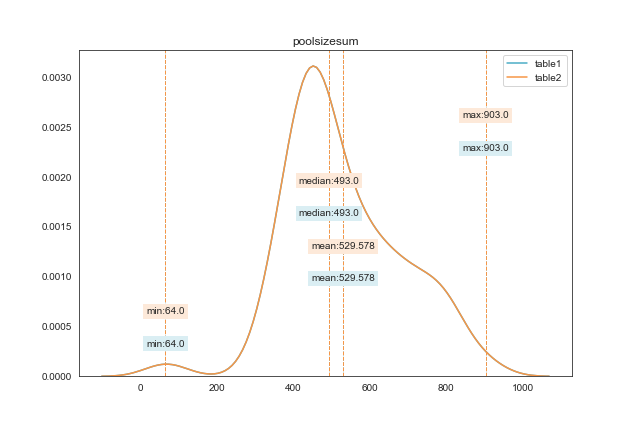 poolsizesum
table1
table2
0.0030
0.0025
0.0020
0.0015
0.0010
0.0005
0.0000
max:903.0
max:903.0
median:493.0
median:493.0
mean:529.578
mean:529.578
min:64.0
min:64.0
0
200
400
600
800
1000